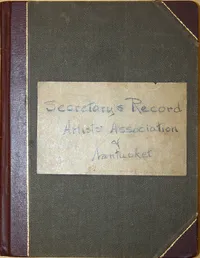 Secretary's Record
Artists Association
of
Nantucket